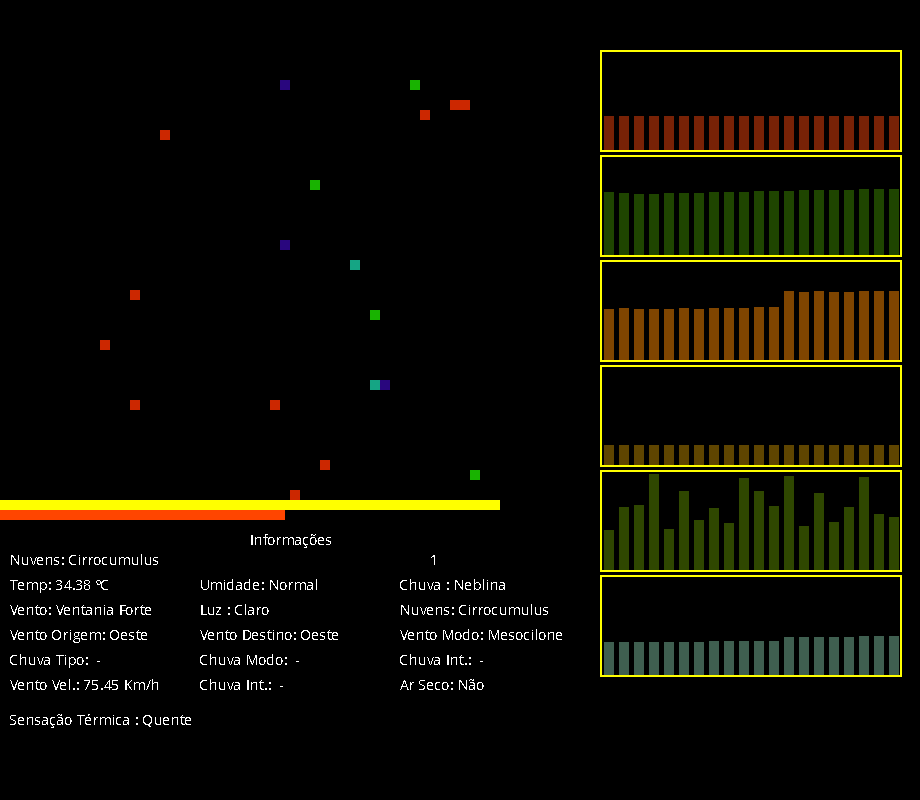 Informações
Nuvens: Cirrocumulus 1
Temp: 34.38 ºC Umidade: Normal Chuva : Neblina
Vento: Ventania Forte Luz : Claro Nuvens: Cirrocumulus
Vento Origem: Oeste Vento Destino: Oeste Vento Modo: Mesocilone
Chuva Tipo: - Chuva Modo: - Chuva Int.: -
Vento Vel.: 75.45 Km/h Chuva Int.: - Ar Seco: Não
Sensação Térmica : Quente